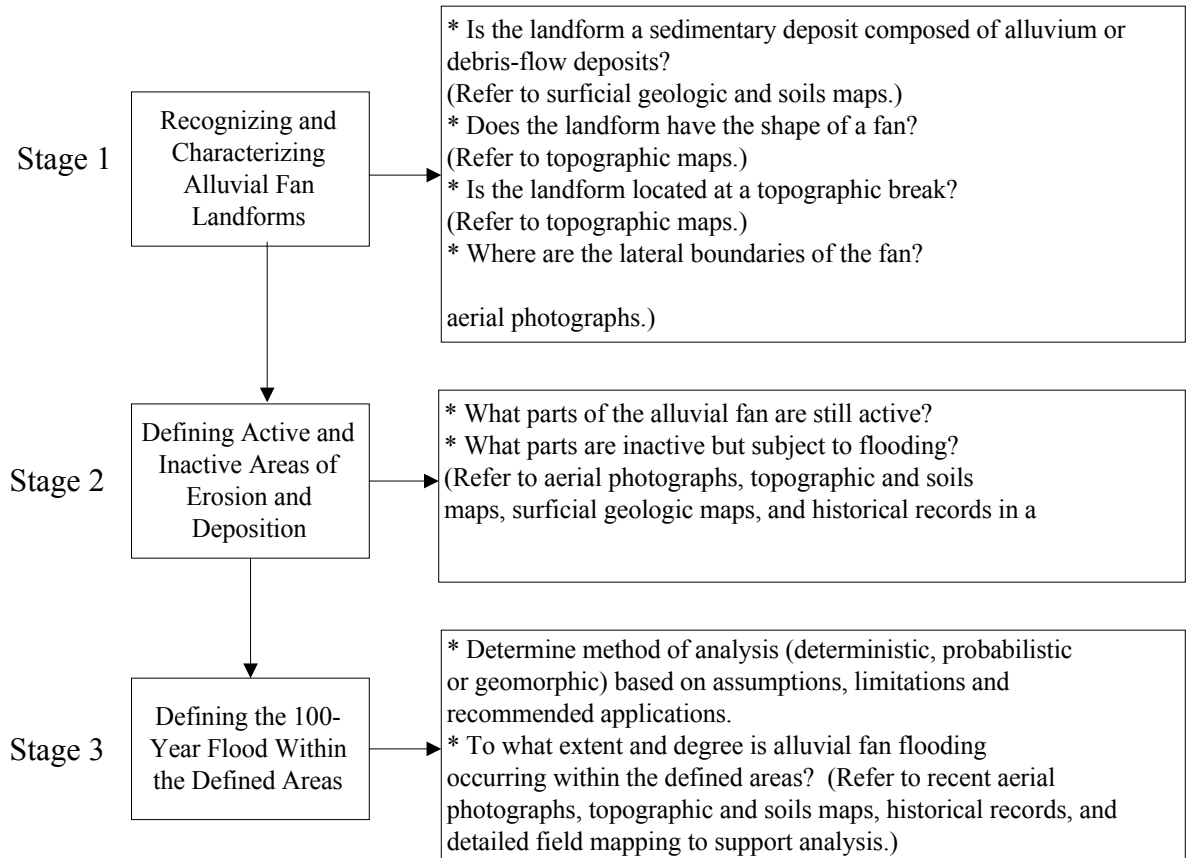 Stage 1
Recognizing and
Characterizing
Alluvial Fan
Landforms
* Is the landform a sedimentary deposit composed of alluvium or
debris-flow deposits?
(Refer to surficial geologic and soils maps.)
* Does the landform have the shape of a fan?
(Refer to topographic maps.)
* Is the landform located at a topographic break?
(Refer to topographic maps.)
* Where are the lateral boundaries of the fan?
aerial photographs.)
Stage 2
Defining Active and
Inactive Areas of
Erosion and
Deposition
* What parts of the alluvial fan are still active?
* What parts are inactive but subject to flooding?
(Refer to aerial photographs, topographic and soils
maps, surficial geologic maps, and historical records in a
Stage 3
Defining the 100-
Year Flood Within
the Defined Areas
* Determine method of analysis (deterministic, probabilistic
or geomorphic) based on assumptions, limitations and
recommended applications.
* To what extent and degree is alluvial fan flooding
occurring within the defined areas?  (Refer to recent aerial
photographs, topographic and soils maps, historical records, and
detailed field mapping to support analysis.)